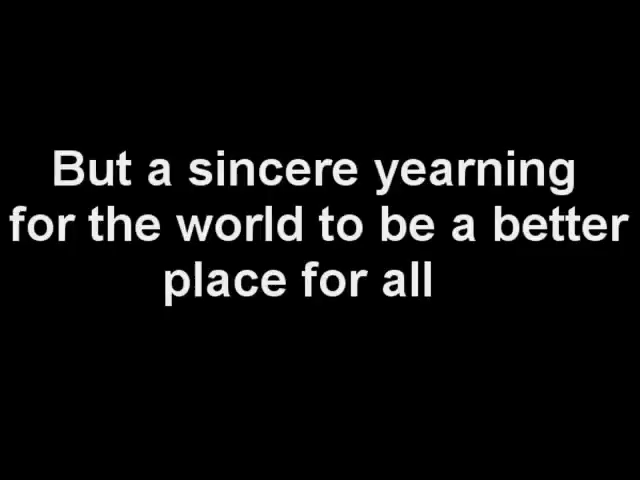 But a sincere yearning
for the world to be a better
place for all